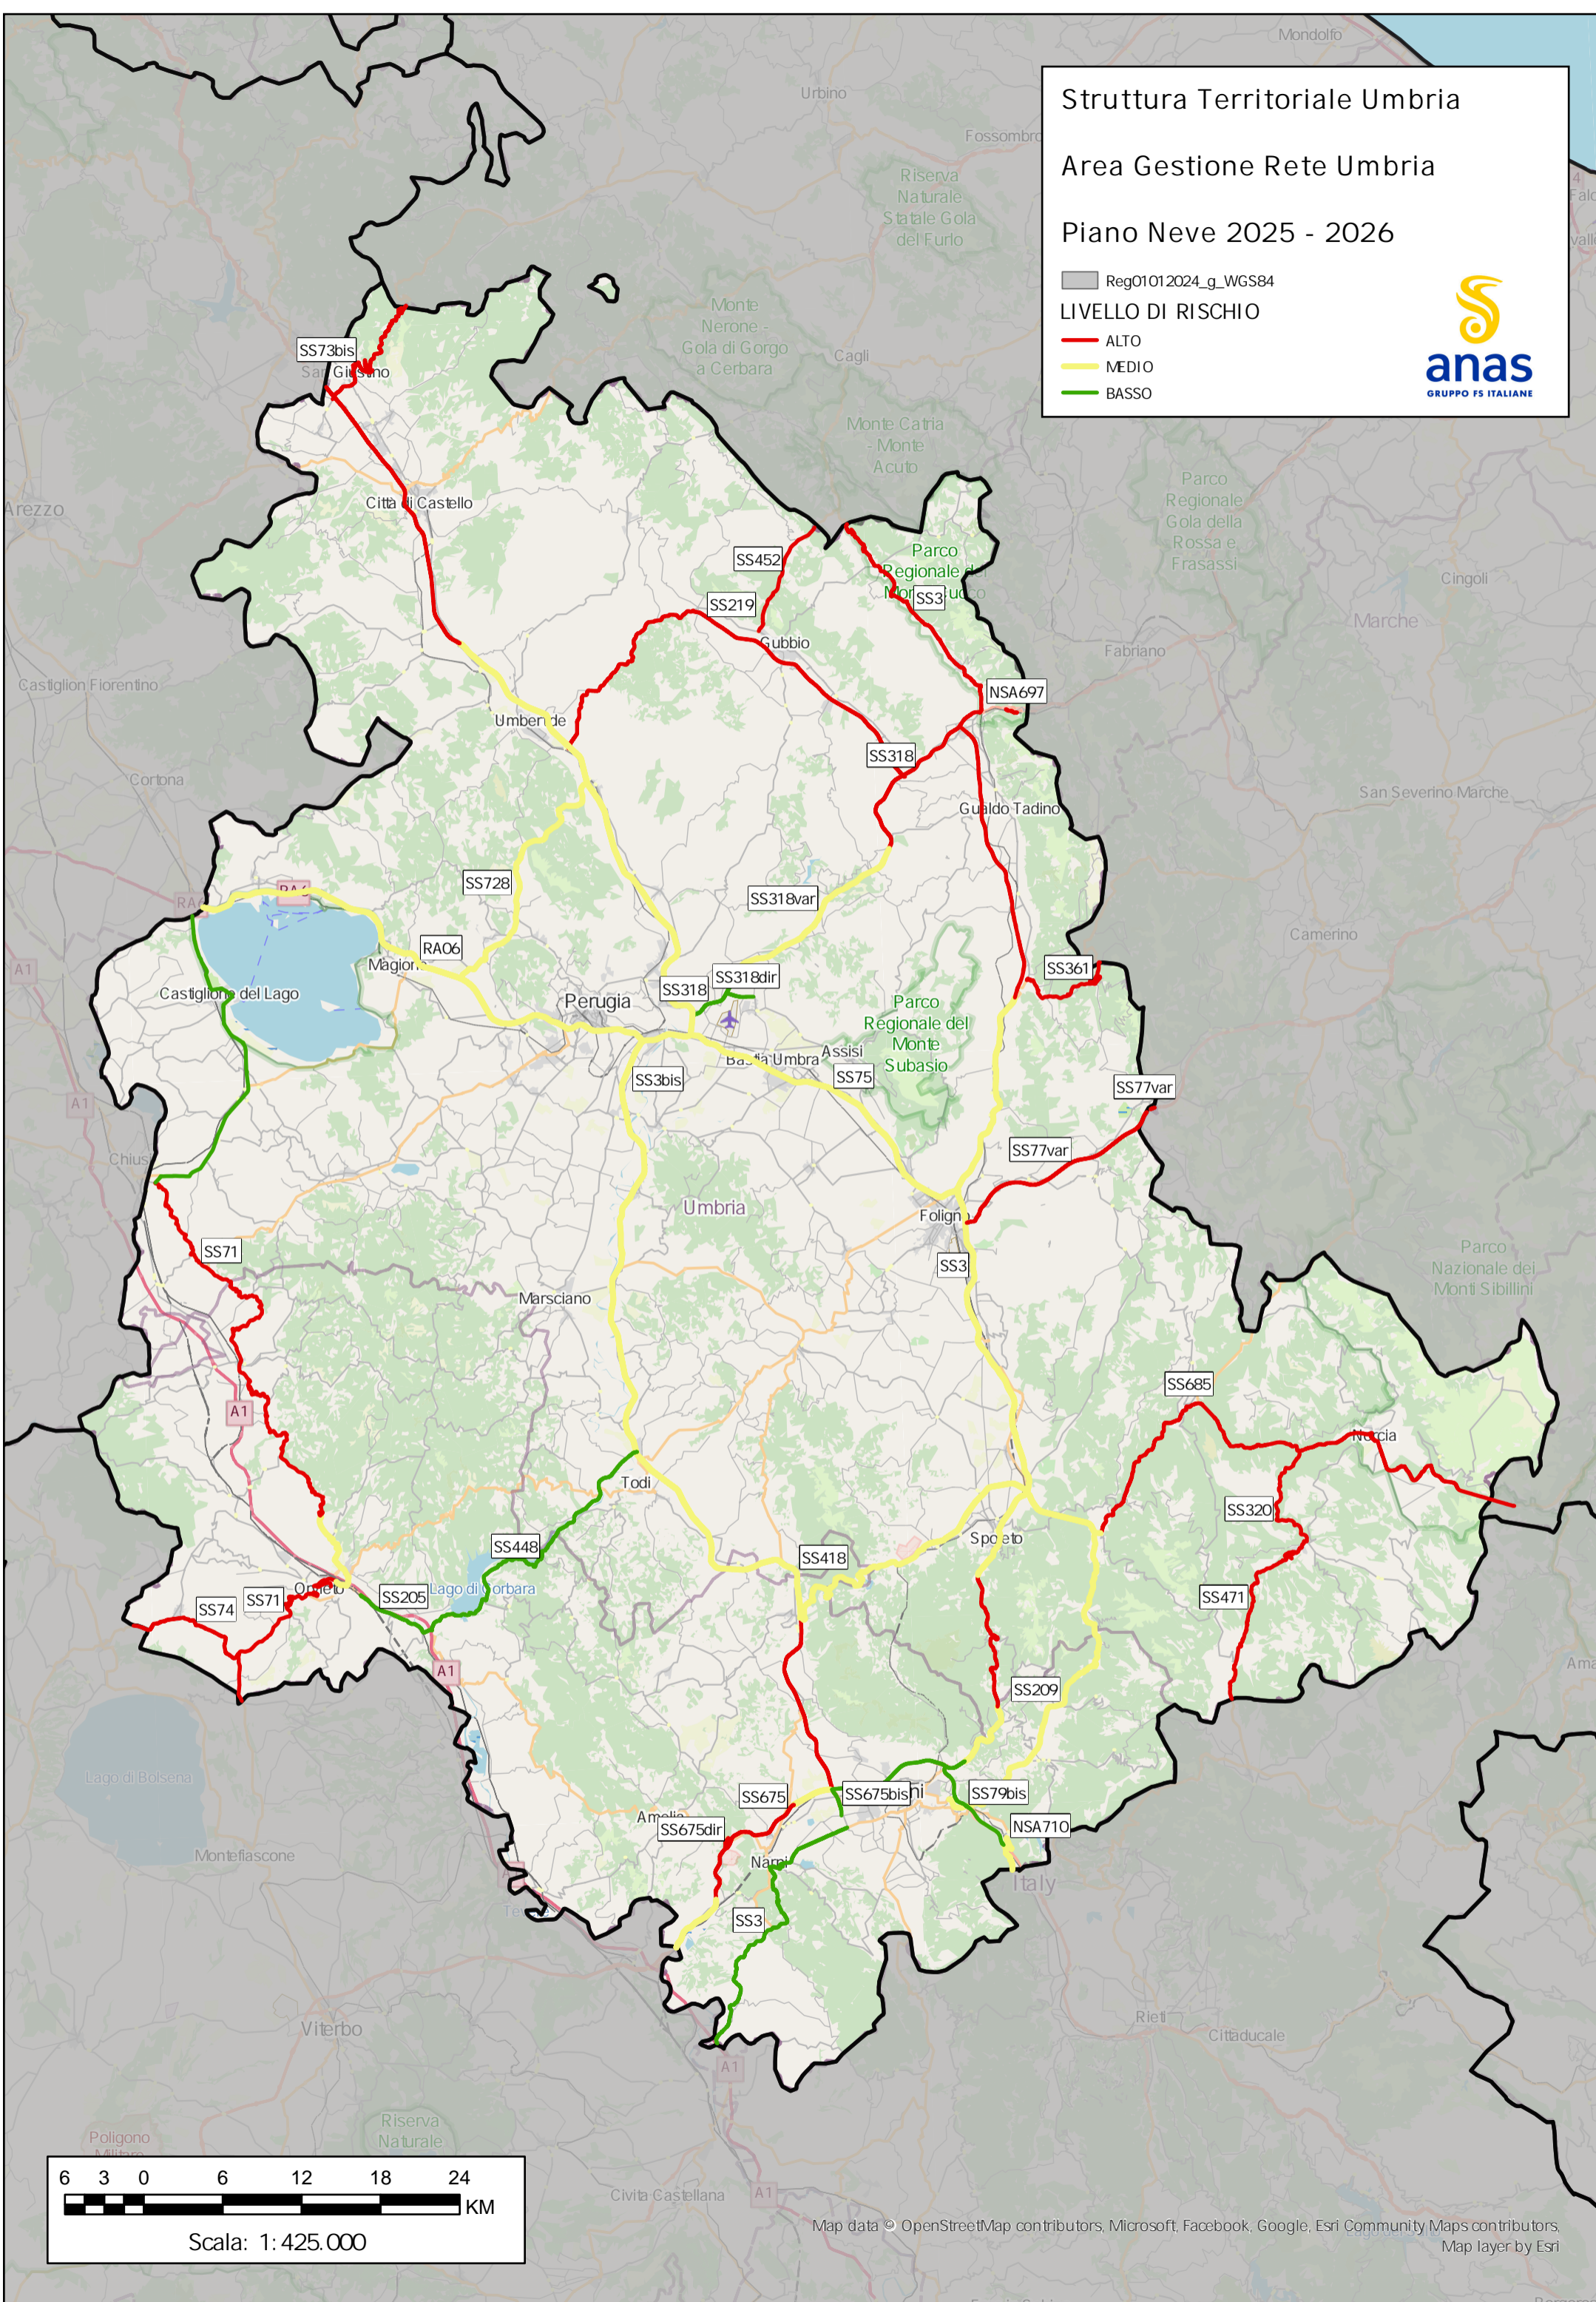 Mondolfo
Struttura Territoriale Umbria
Area Gestione Rete Umbria
Piano Neve 2025 - 2026
Reg01012024_g_WGS84
LIVELLO DI RISCHIO
ALTO
MEDIO
BASSO
anas
GRUPPO FS ITALIANE
Urbino
Riserva
Naturale
Statale Gola
del Furlo
Monte
Nerone -
Gola di Gorgo
a Cerbara
Cagli
SS73bis
Monte Catria
- Monte
Acuto
Parco
Regionale
Gola della
Rossa e
Frasassi
Arezzo
Città di Castello
Parco
SS452
SS3
SS219
Cingoli
Marche
Gubbio
Fabriano
Castiglion Fiorentino
NSA697
SS318
Cortona
Gualdo Tadino
San Severino Marche
SS728
SS318var
RA06
Camerino
A1
SS361
Castiglione del Lago
SS318
SS318dir
Perugia
Parco
Regionale del
Monte
Subasio
Assisi
SS75
SS3bis
SS77var
A1
Chiusi
SS77var
Umbria
Foligno
SS71
SS3
Parco
Nazionale dei
Monti Sibillini
Marsciano
SS685
A1
Norcia
Todi
SS320
Spoleto
SS448
SS418
Lago di Corbara
SS205
SS71
SS74
SS471
A1
SS209
Lago di Bolsena
SS675
SS675bis
SS79bis
NSA710
SS675dir
Montefiascone
Narni
Italy
SS3
Viterbo
Rieti
Cittaducale
A1
Riserva
Naturale
Poligono
Militare
Civita Castellana
A1
6 3 0 6 12 18 24
KM
Scala: 1:425.000
Map data © OpenStreetMap contributors, Microsoft, Facebook, Google, Esri Community Maps contributors,
Map layer by Esri